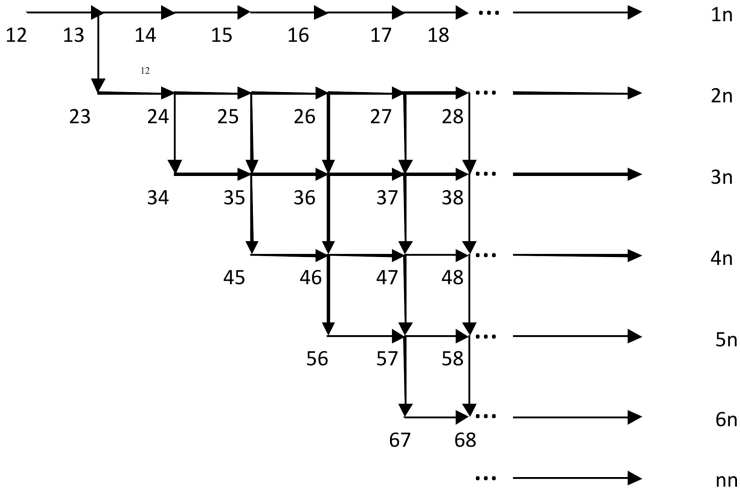 12 13 14 15 16 17 18 ... 1n
12
23 24 25 26 27 28 ... 2n
34 35 36 37 38 ... 3n
45 46 47 48 ... 4n
56 57 58 ... 5n
67 68 ... 6n
... nn